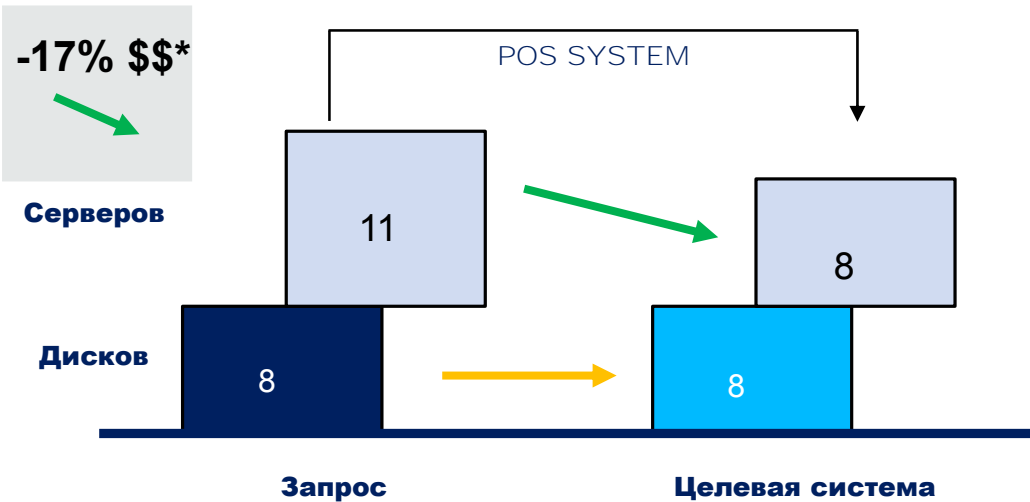 -17% $$*
POS SYSTEM
Серверов
11
8
Дисков
8
8
Запрос
Целевая система